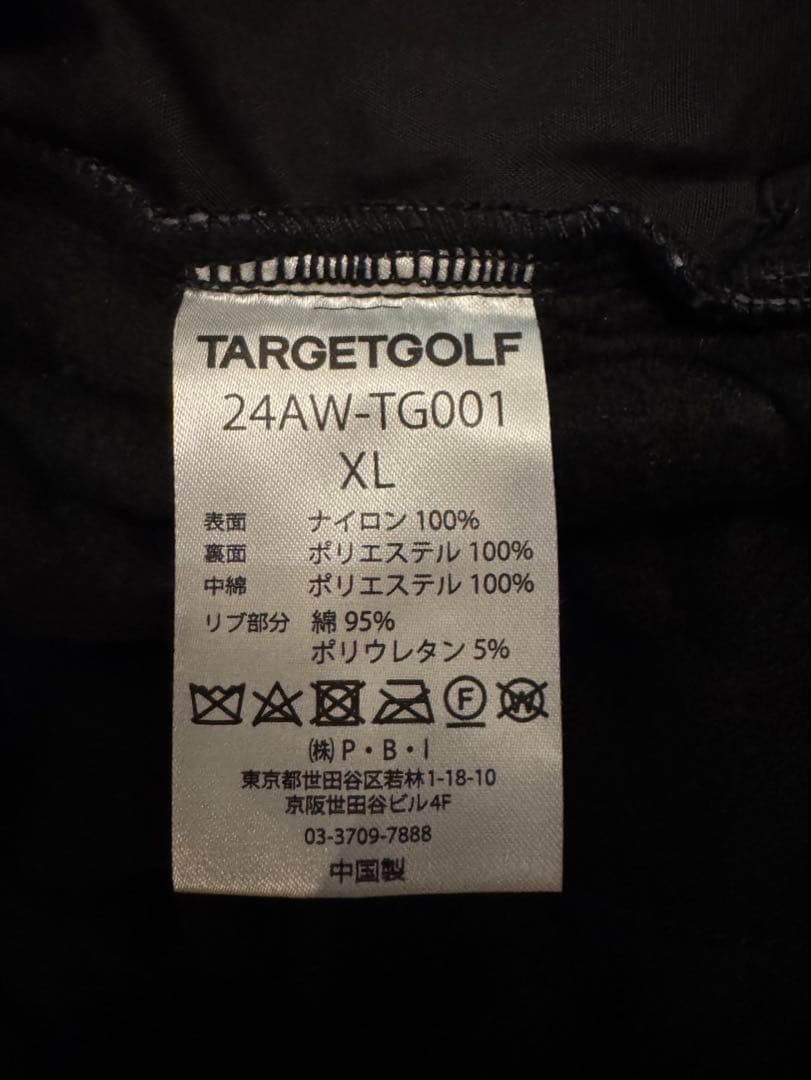 TARGETGOLF
24AW-TG001
XL
表面 ナイロン 100%
裏面 ポリエステル 100%
中綿 ポリエステル 100%
リブ部分 綿 95%
ポリウレタン 5%
F W
㈱ P・B・I
東京都世田谷区若林1-18-10
京阪世田谷ビル4F
03-3709-7888
中国製